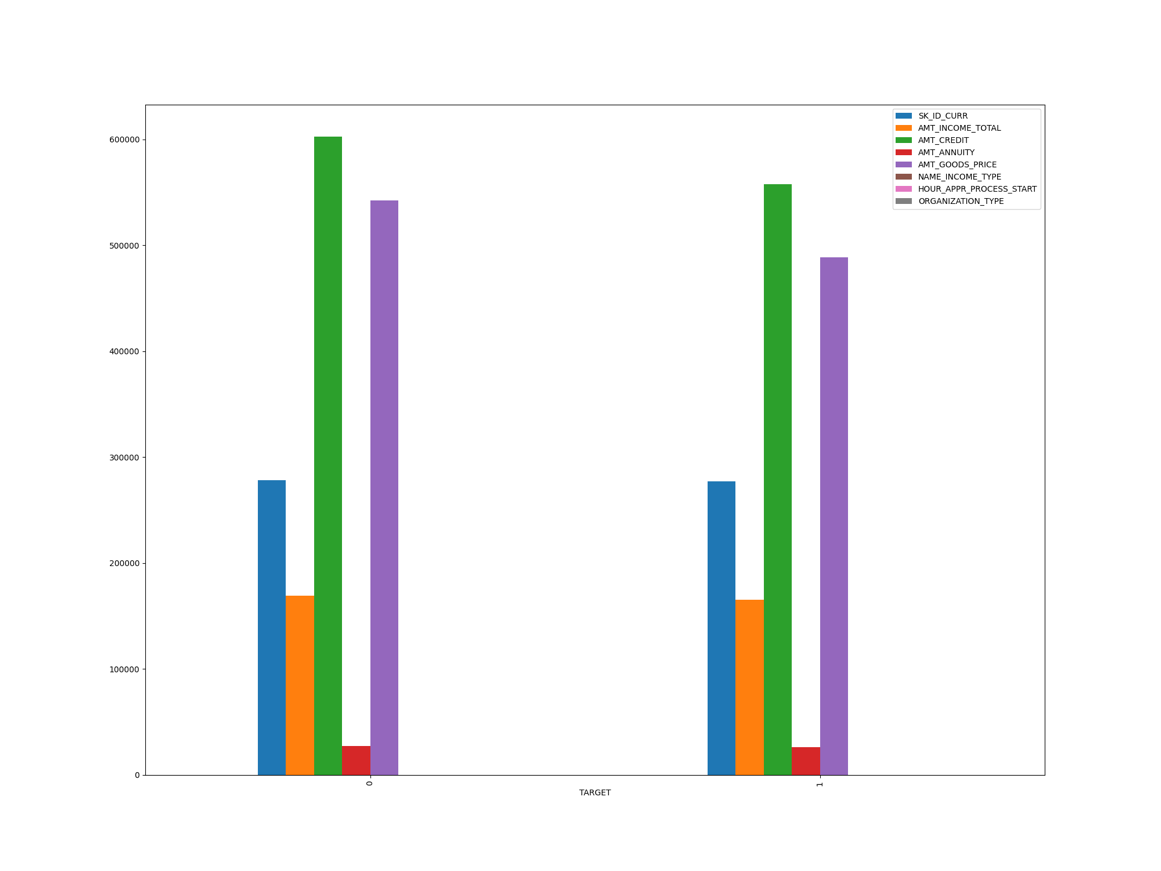 SK_ID_CURR
AMT_INCOME_TOTAL
AMT_CREDIT
AMT_ANNUITY
AMT_GOODS_PRICE
NAME_INCOME_TYPE
HOUR_APPR_PROCESS_START
ORGANIZATION_TYPE
600000
500000
400000
300000
200000
100000
0
0
1
TARGET